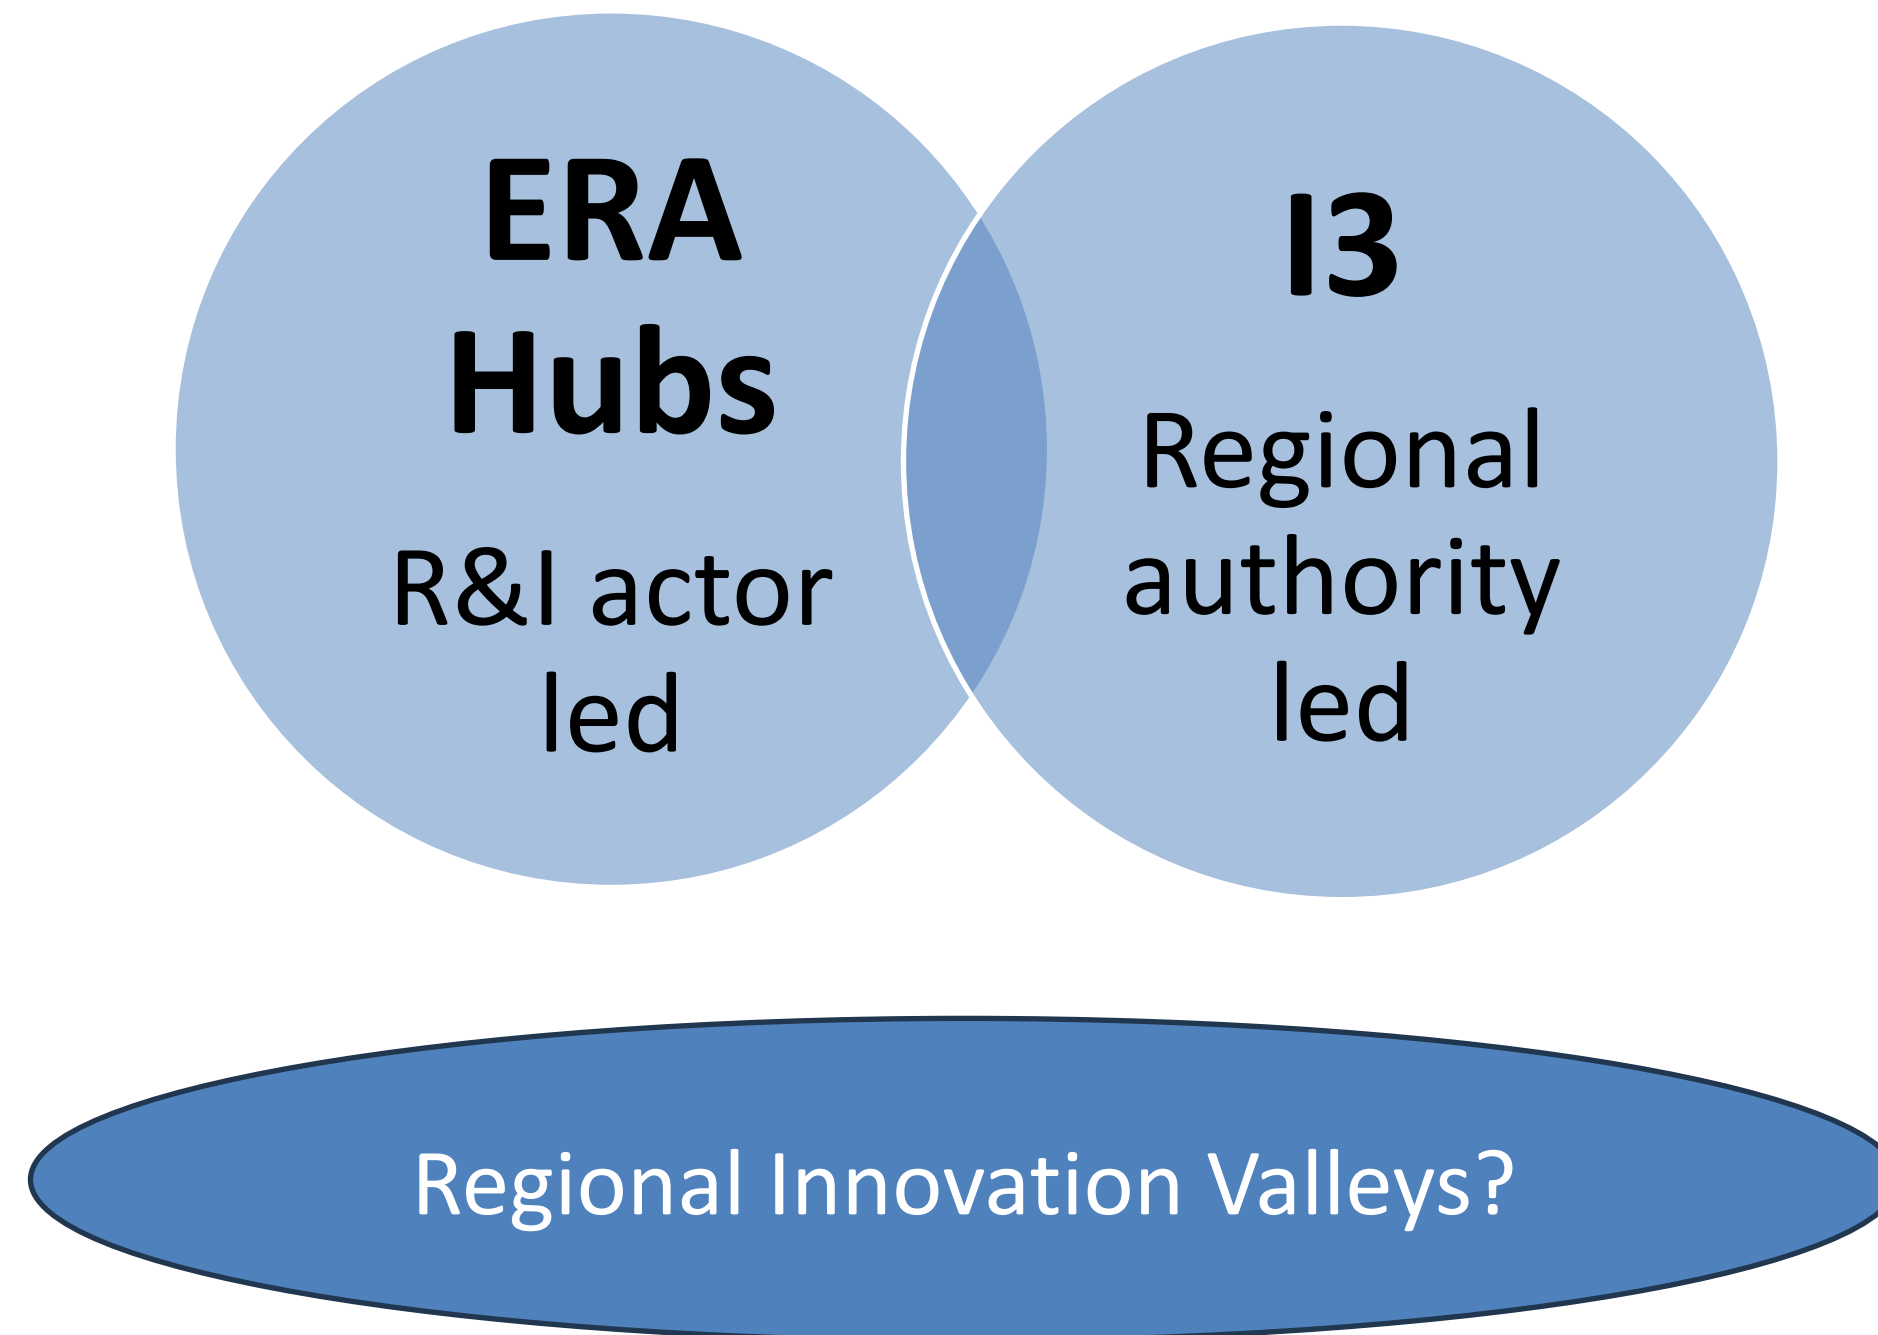 ERA
Hubs
R&I actor
led
I3
Regional
authority
led
Regional Innovation Valleys?